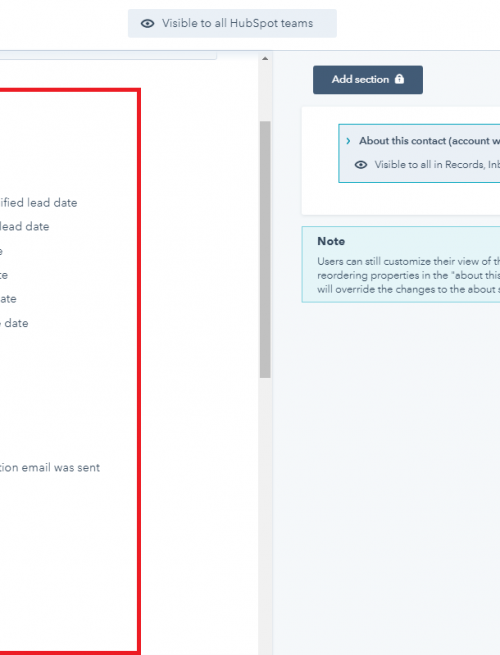 Visible to all HubSpot teams
Add section
ified lead date
lead date
te
ate
date
tion email was sent
About this contact (account w
Visible to all in Records, Inb
Note
Users can still customize their view of th
reordering properties in the "about this
will override the changes to the about s